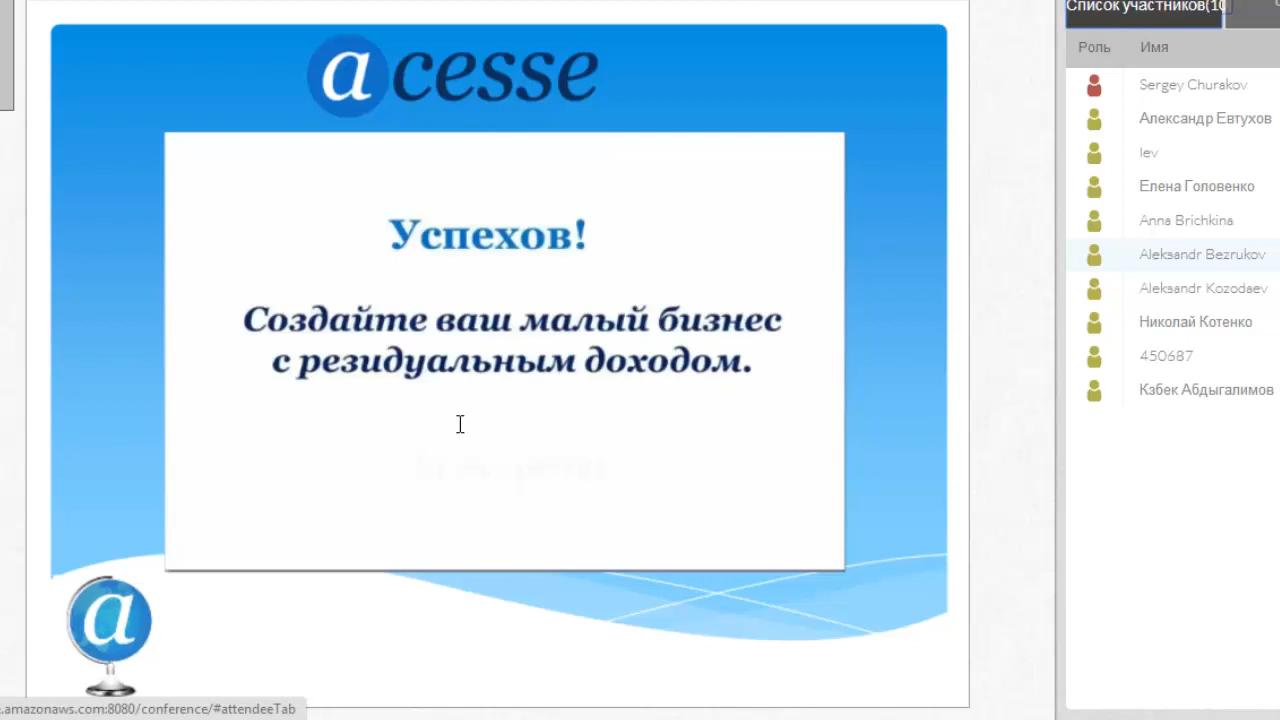 acesse
Успехов!
Создайте ваш малый бизнес
с резидуальным доходом.
a
.amazonaws.com:8080/conference/#attendeeTab
Список участников(10
Роль Имя
Sergey Churakov
Александр Евтухов
lev
Елена Головенко
Anna Brichkina
Aleksandr Bezrukov
Aleksandr Kozodaev
Николай Котенко
450687
Кзбек Абдыгалимов